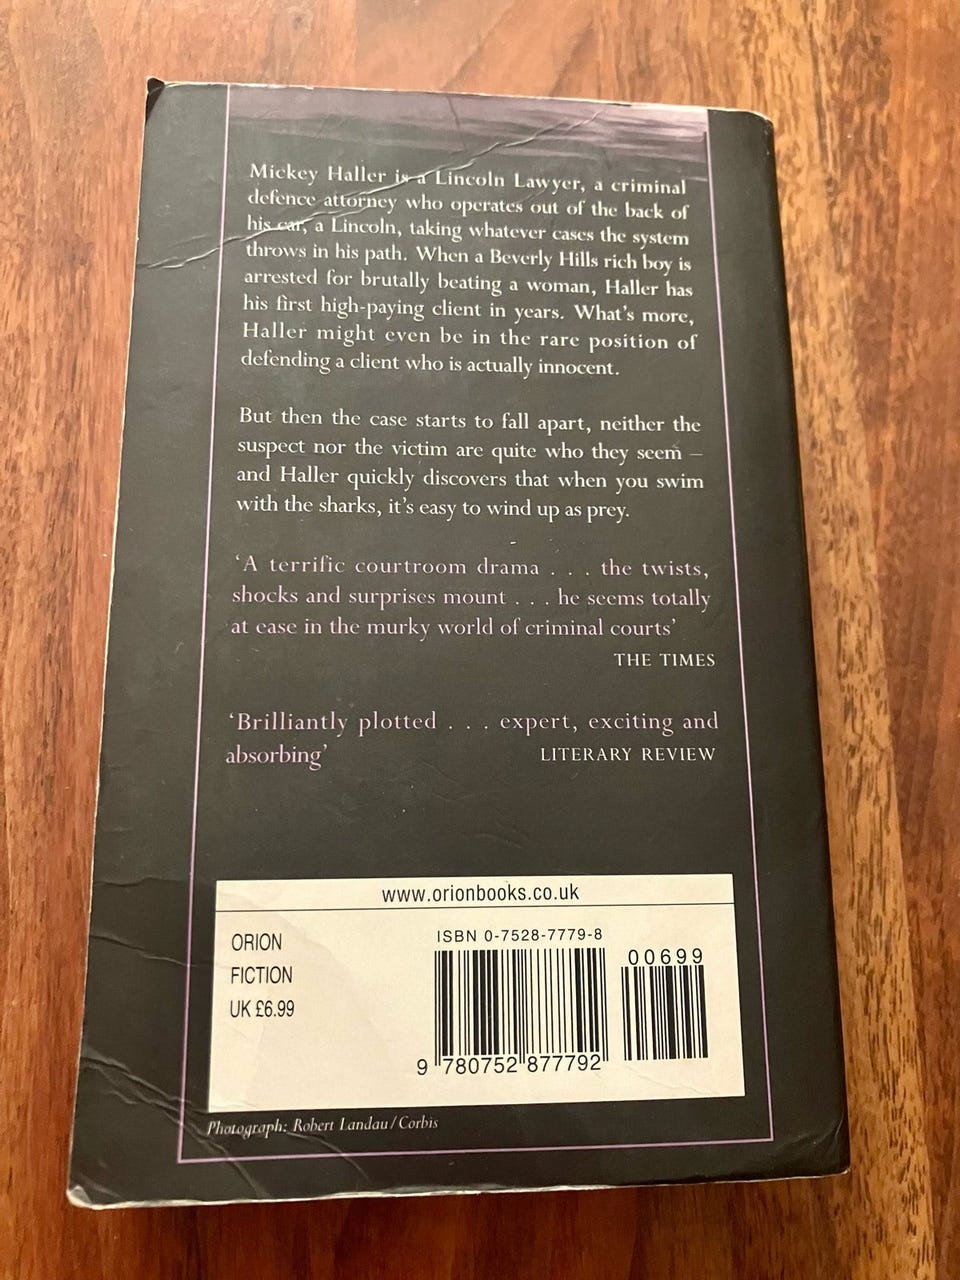 Mickey Haller is a Lincoln Lawyer, a criminal
defence attorney who operates out of the back of
his car, a Lincoln, taking whatever cases the system
throws in his path. When a Beverly Hills rich boy is
arrested for brutally beating a woman, Haller has
his first high-paying client in years. What's more,
Haller might even be in the rare position of
defending a client who is actually innocent.
But then the case starts to fall apart, neither the
suspect nor the victim are quite who they seem –
and Haller quickly discovers that when you swim
with the sharks, it's easy to wind up as prey.
‘A terrific courtroom drama . . . the twists,
shocks and surprises mount . . . he seems totally
at ease in the murky world of criminal courts’
THE TIMES
‘Brilliantly plotted . . . expert, exciting and
absorbing’ LITERARY REVIEW
www.orionbooks.co.uk
ORION
FICTION
UK £6.99
ISBN 0-7528-7779-8
00699
9 780752 877792
Photograph: Robert Landau/Corbis